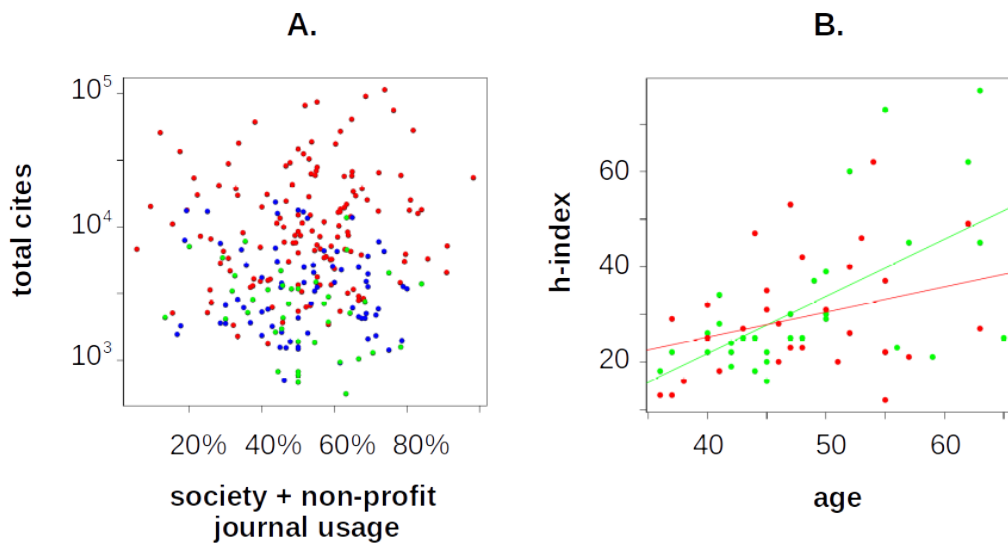 A.
total cites
10^5
10^4
10^3
20% 40% 60% 80%
society + non-profit
journal usage
B.
h-index
60
40
20
40 50 60
age